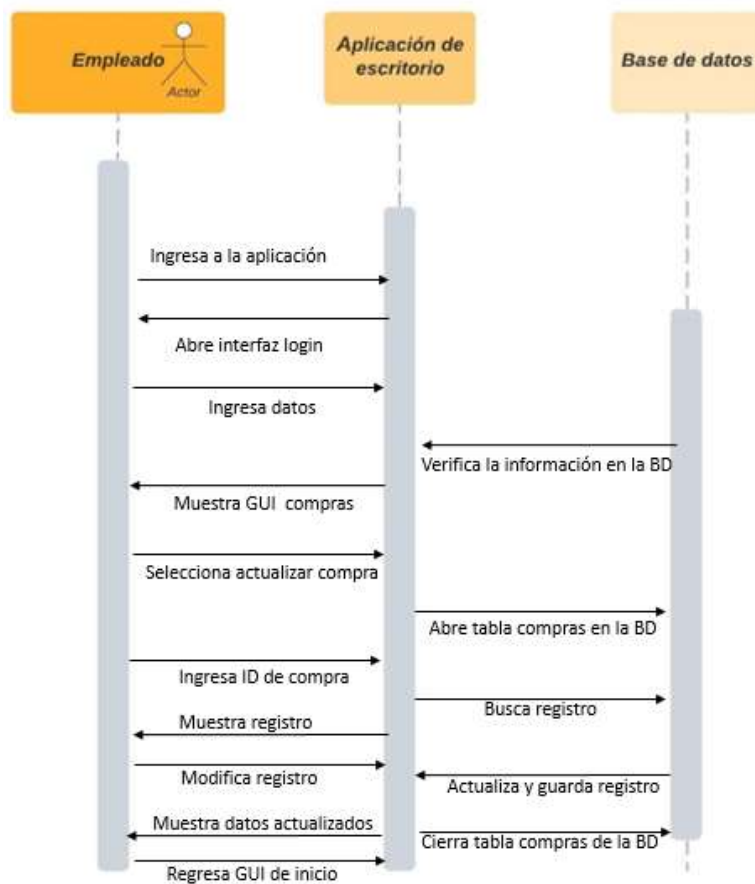 Empleado
Actor
Aplicación de
escritorio
Base de datos
Ingresa a la aplicación
Abre interfaz login
Ingresa datos
Verifica la información en la BD
Muestra GUI compras
Selecciona actualizar compra
Abre tabla compras en la BD
Ingresa ID de compra
Busca registro
Muestra registro
Modifica registro
Actualiza y guarda registro
Muestra datos actualizados
Cierra tabla compras de la BD
Regresa GUI de inicio